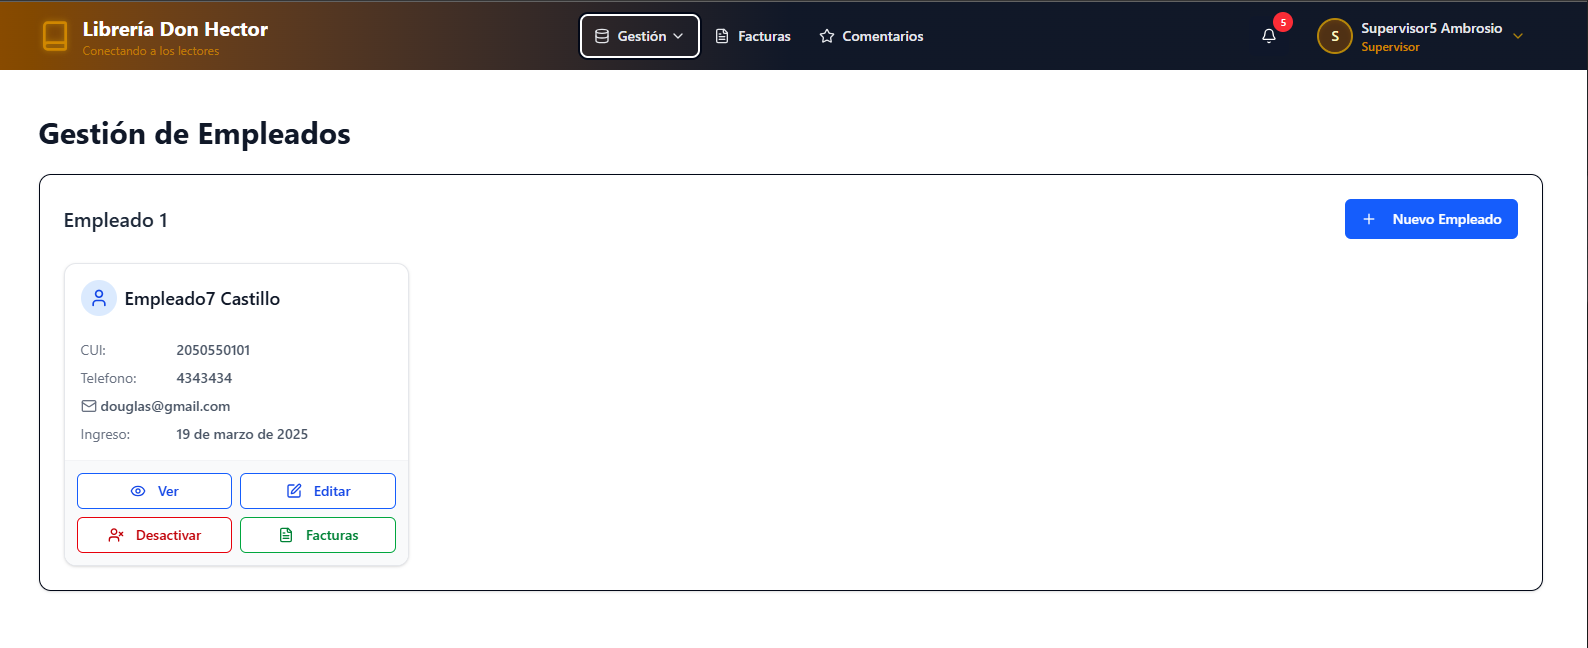 Librería Don Hector
Conectando a los lectores
Gestión
Facturas
Comentarios
5
S
Supervisor5 Ambrosio
Supervisor
Gestión de Empleados
Empleado 1
Nuevo Empleado
Empleado7 Castillo
CUI: 2050550101
Telefono: 4343434
douglas@gmail.com
Ingreso: 19 de marzo de 2025
Ver
Editar
Desactivar
Facturas